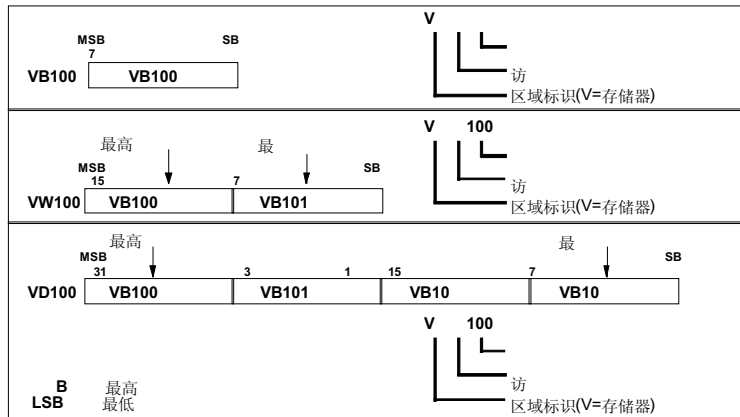 V
MSB SB
7
VB100 VB100
访
区域标识(V=存储器)
V 100
最高 最
MSB SB
15 7
VW100 VB100 VB101
访
区域标识(V=存储器)
最高 最
MSB SB
31 3 1 15 7
VD100 VB100 VB101 VB10 VB10
V 100
访
B 最高
LSB 最低
区域标识(V=存储器)